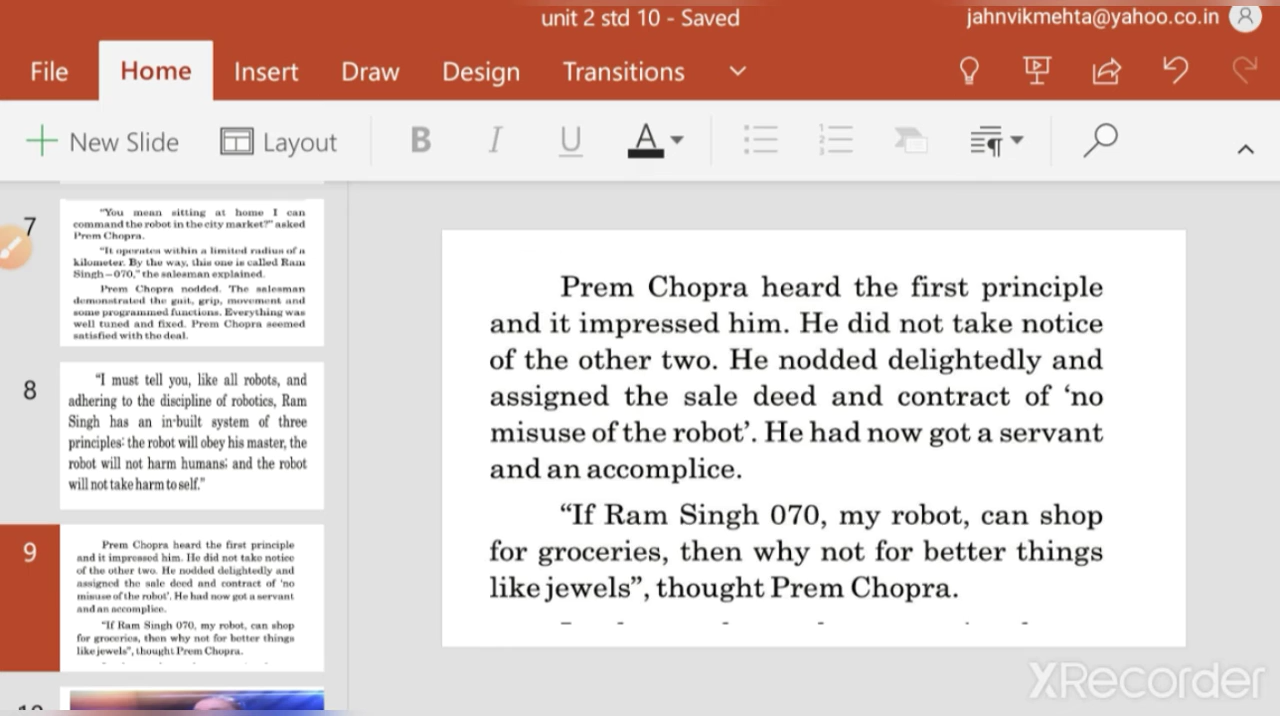 unit 2 std 10 - Saved
jahnvikmehta@yahoo.co.in
File
Home
Insert
Draw
Design
Transitions
New Slide
Layout
B
I
U
A
7
"You mean sitting at home I can
command the robot in the city market?" asked
Prem Chopra.
"It operates within a limited radius of a
kilometer. By the way, this one is called Ram
Singh–070," the salesman explained.
Prem Chopra nodded. The salesman
demonstrated the gait, grip, movement and
some programmed functions. Everything was
well tuned and fixed. Prem Chopra seemed
satisfied with the deal.
8
"I must tell you, like all robots, and
adhering to the discipline of robotics, Ram
Singh has an in-built system of three
principles: the robot will obey his master, the
robot will not harm humans; and the robot
will not take harm to self."
9
Prem Chopra heard the first principle
and it impressed him. He did not take notice
of the other two. He nodded delightedly and
assigned the sale deed and contract of 'no
misuse of the robot'. He had now got a servant
and an accomplice.
"If Ram Singh 070, my robot, can shop
for groceries, then why not for better things
like jewels", thought Prem Chopra.
Prem Chopra heard the first principle
and it impressed him. He did not take notice
of the other two. He nodded delightedly and
assigned the sale deed and contract of 'no
misuse of the robot'. He had now got a servant
and an accomplice.
"If Ram Singh 070, my robot, can shop
for groceries, then why not for better things
like jewels", thought Prem Chopra.
XRecorder